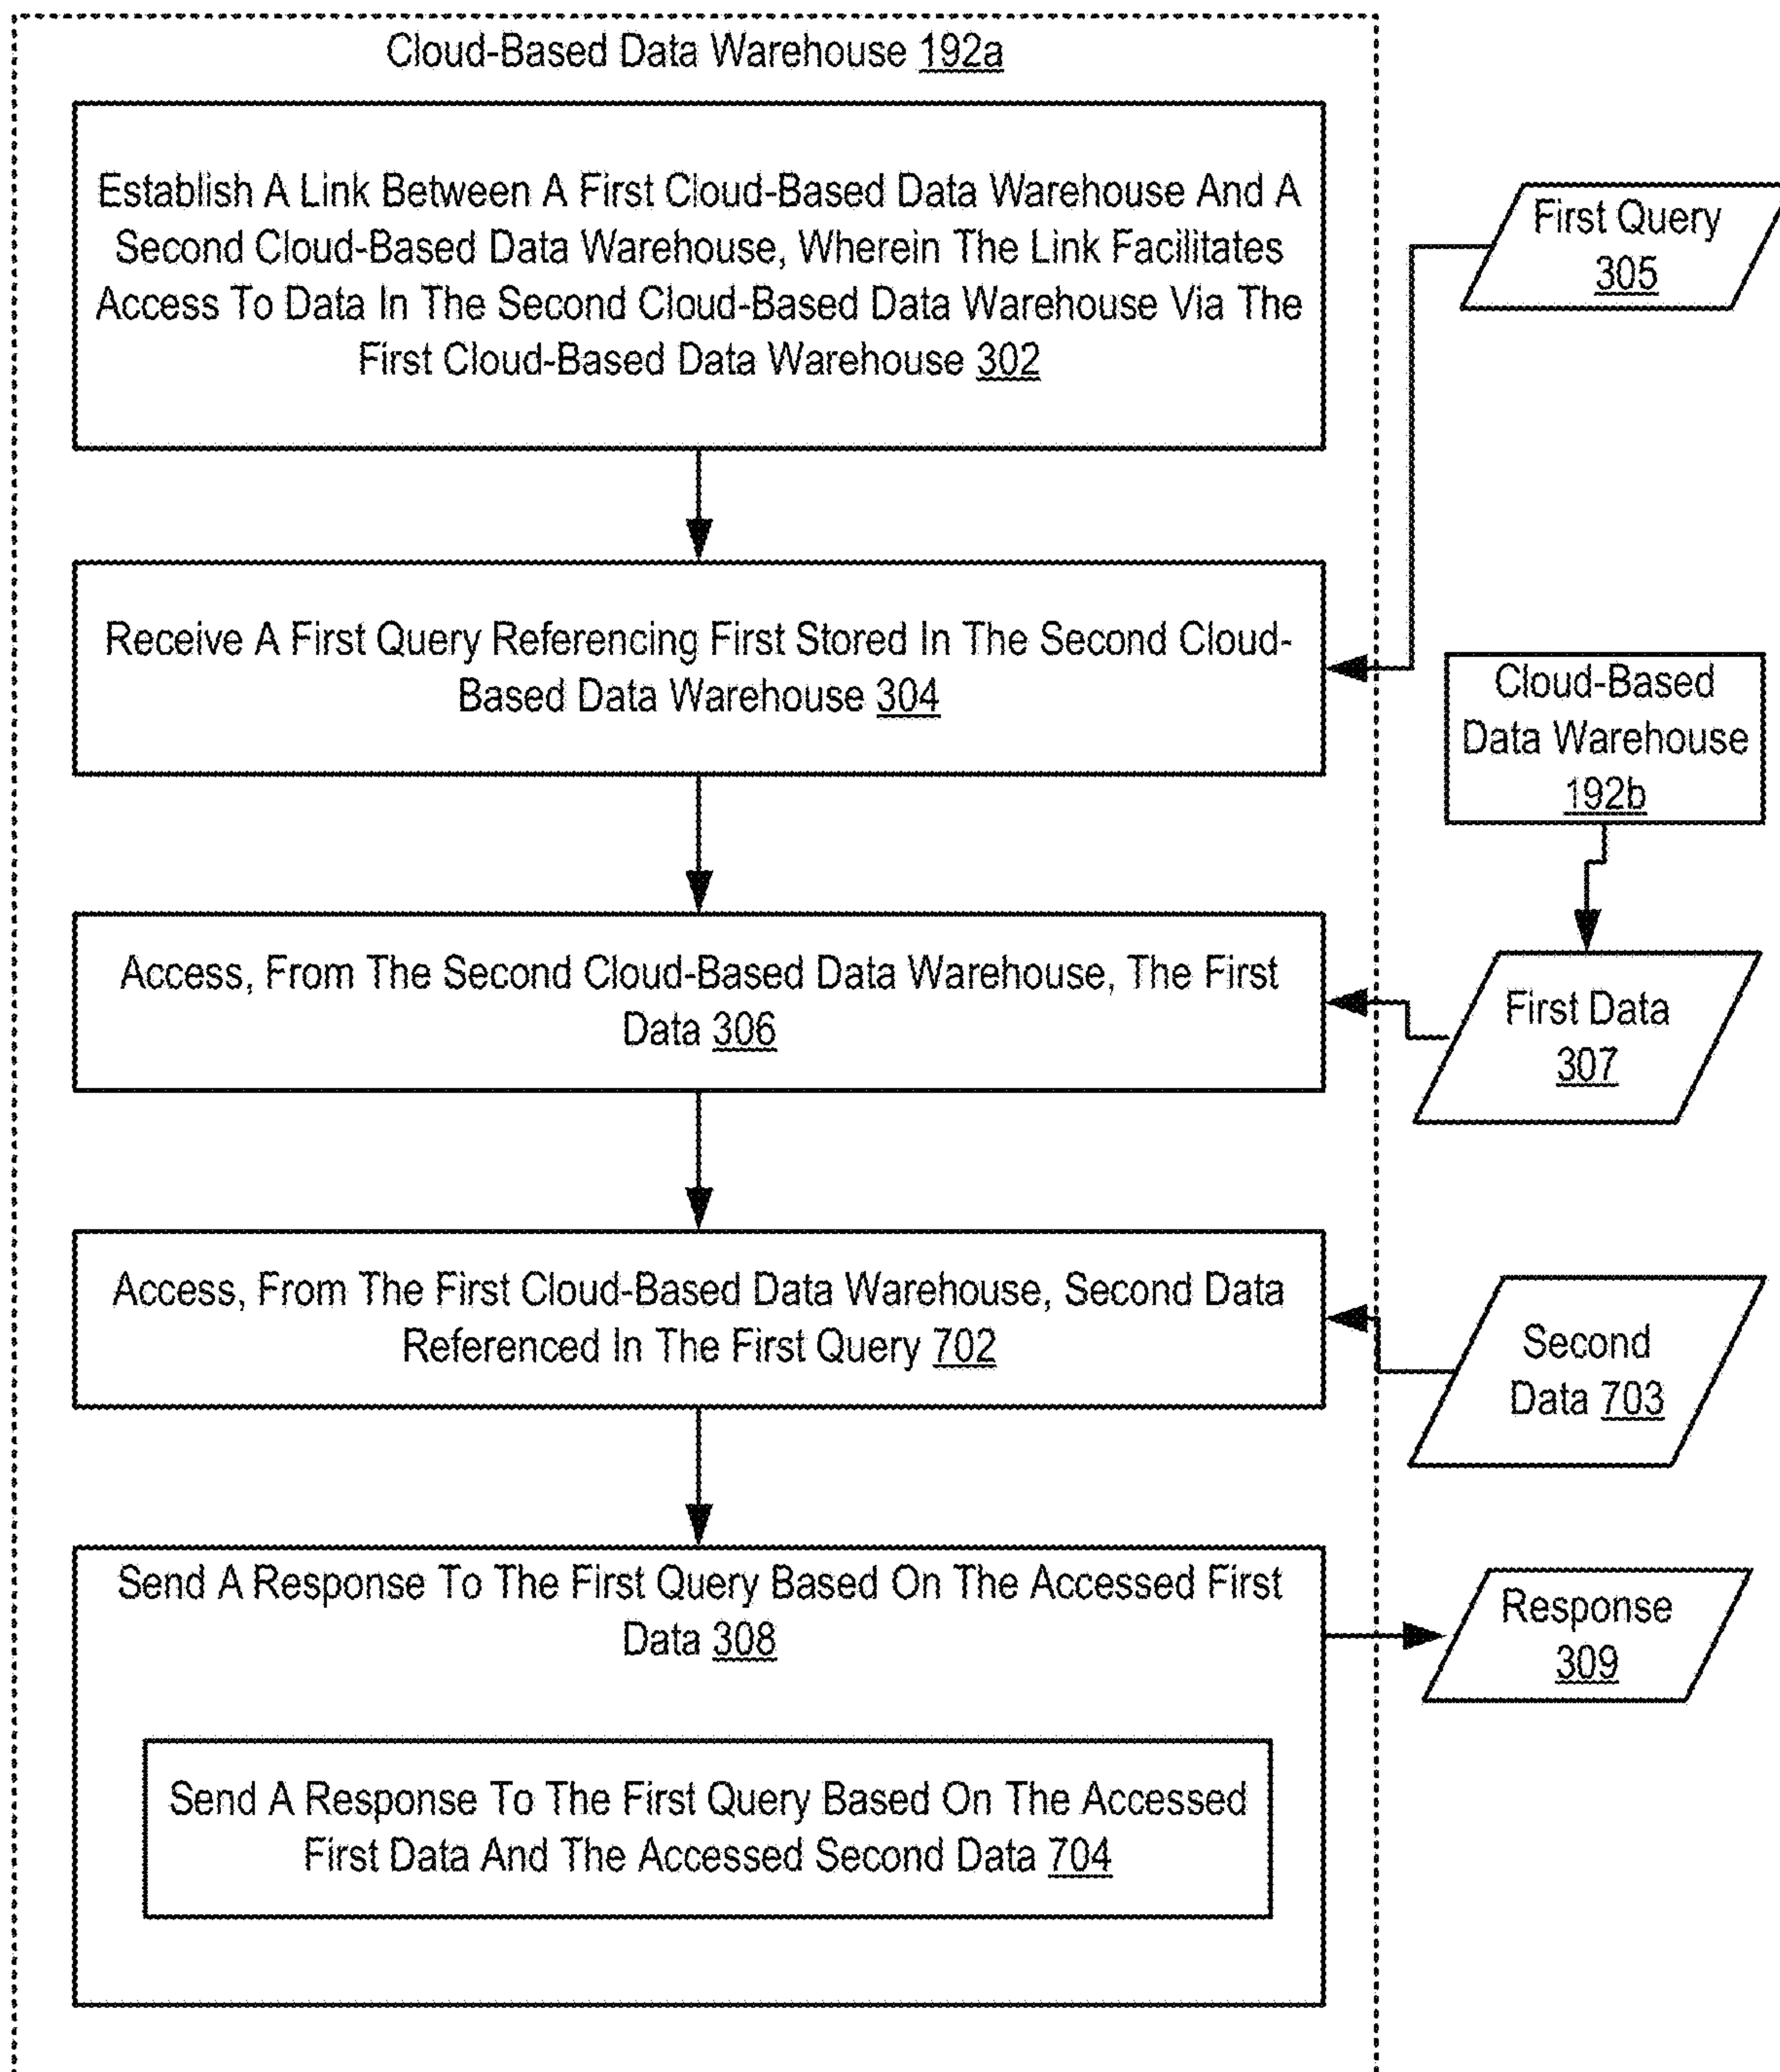 Cloud-Based Data Warehouse 192a
Establish A Link Between A First Cloud-Based Data Warehouse And A
Second Cloud-Based Data Warehouse, Wherein The Link Facilitates
Access To Data In The Second Cloud-Based Data Warehouse Via The
First Cloud-Based Data Warehouse 302
First Query
305
Receive A First Query Referencing First Stored In The Second Cloud-
Based Data Warehouse 304
Cloud-Based
Data Warehouse
192b
Access, From The Second Cloud-Based Data Warehouse, The First
Data 306
First Data
307
Access, From The First Cloud-Based Data Warehouse, Second Data
Referenced In The First Query 702
Second
Data 703
Send A Response To The First Query Based On The Accessed First
Data 308
Response
309
Send A Response To The First Query Based On The Accessed
First Data And The Accessed Second Data 704